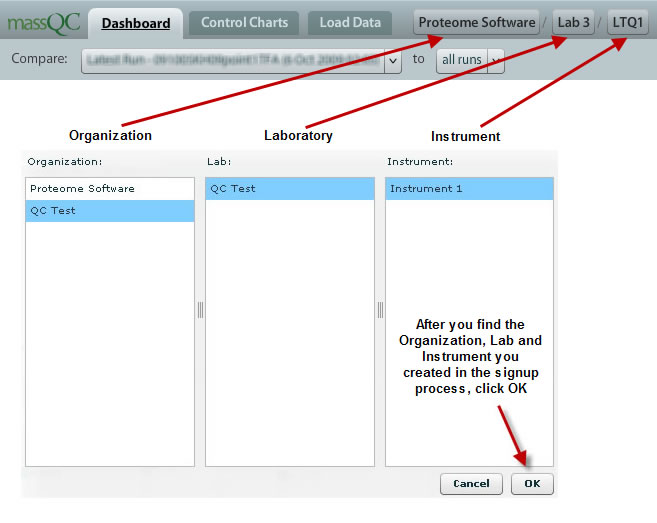 massQC Dashboard Control Charts Load Data Proteome Software / Lab 3 / LTQ1
Compare: to all runs
Organization Laboratory Instrument
Organization: Lab: Instrument:
Proteome Software QC Test Instrument 1
QC Test
After you find the
Organization, Lab and
Instrument you
created in the signup
process, click OK
Cancel OK